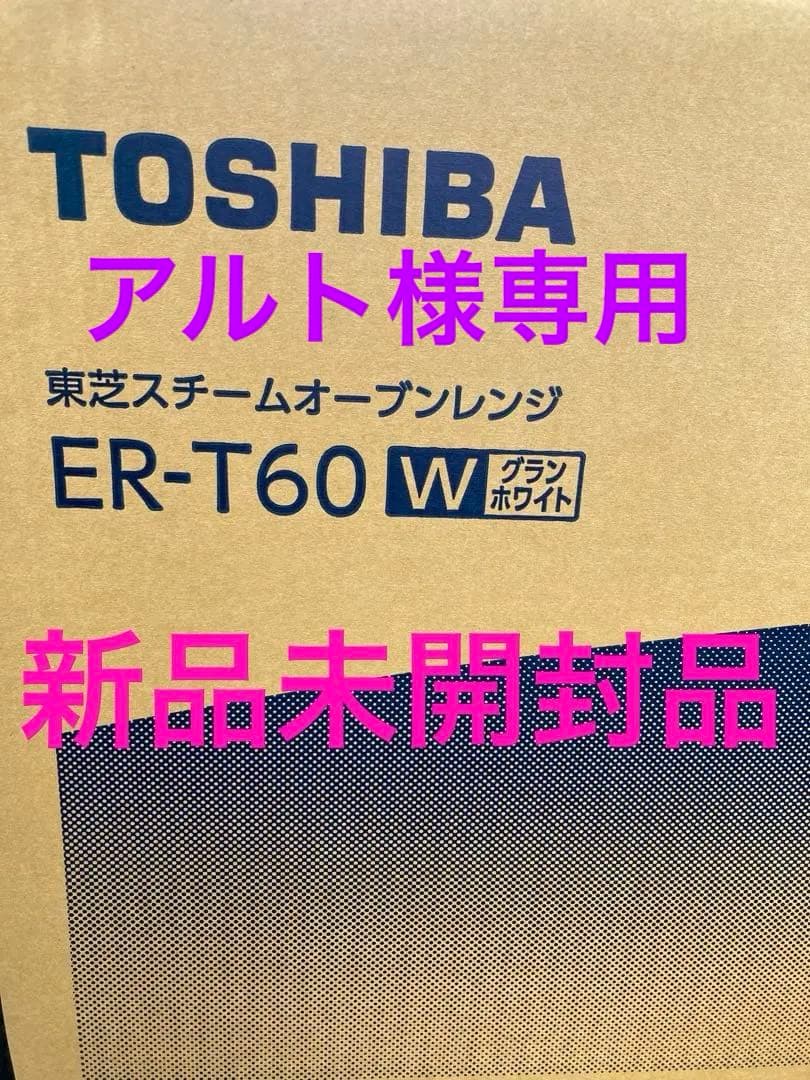 TOSHIBA
アルト様専用
東芝スチームオーブンレンジ
ER-T60 W グラン
ホワイト
新品未開封品